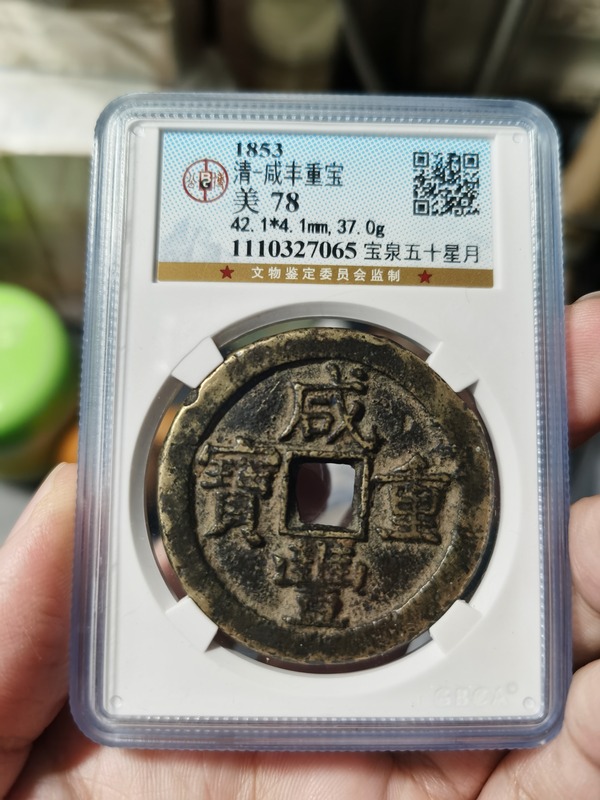 1853
清-咸丰重宝
美 78
42.1*4.1mm,37.0g
1110327065 宝泉五十星月
★ 文物鉴定委员会监制 ★
咸
寶 重
豐
GBCA